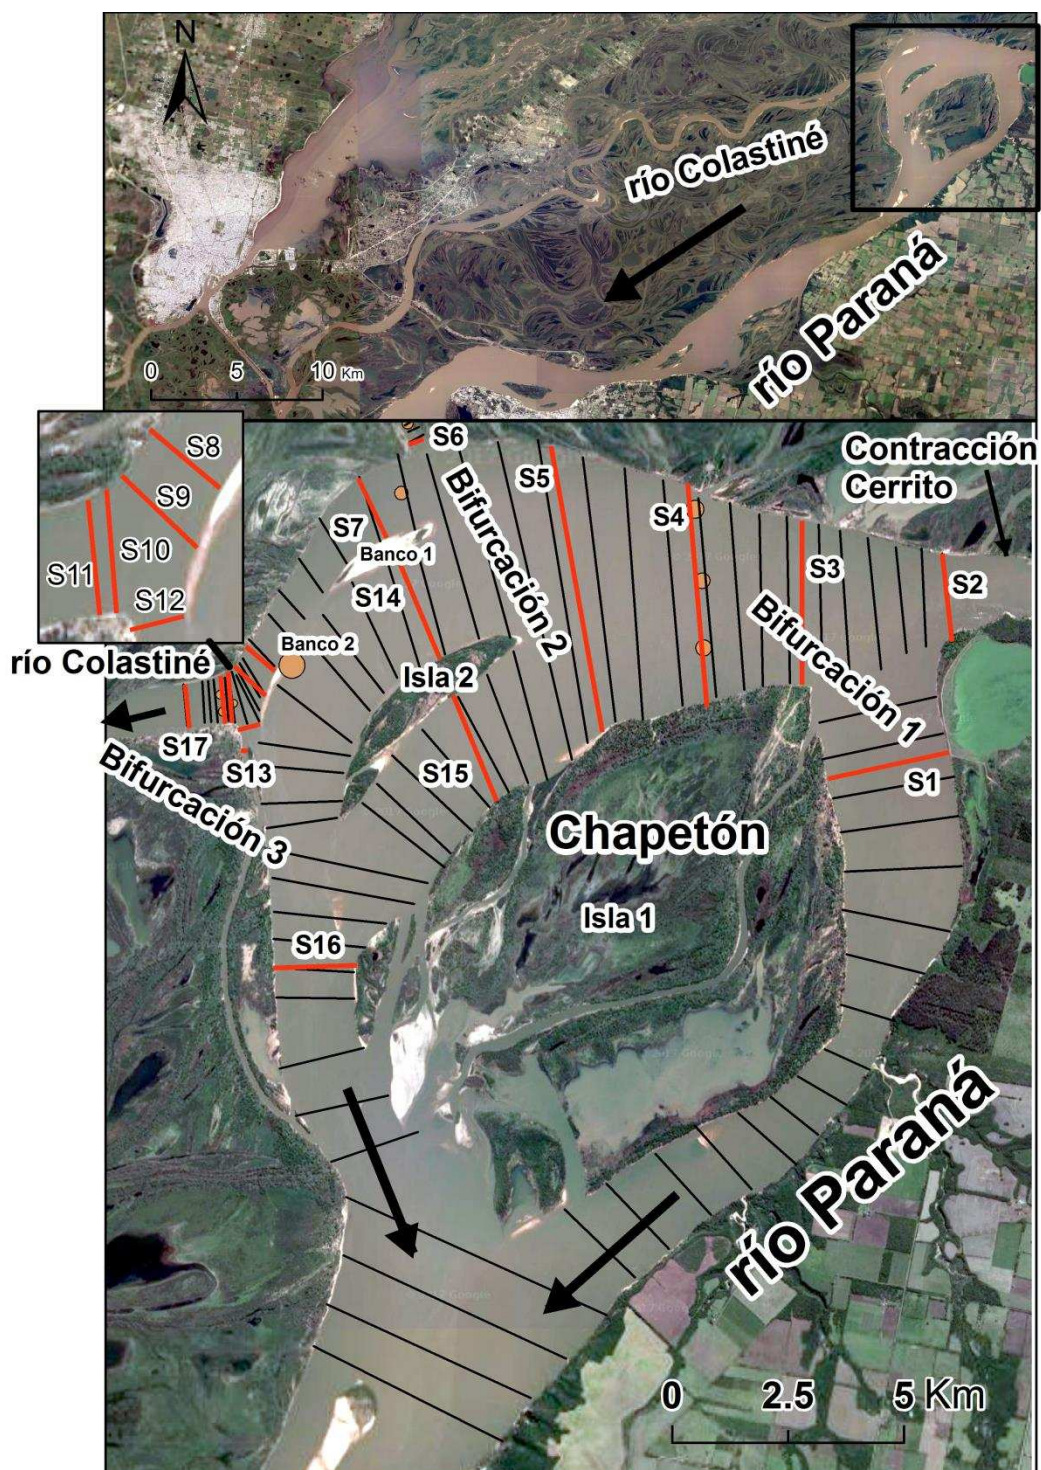 N
río Colastiné
río Paraná
0 5 10 Km
S8
S9
S10
S11
S12
río Colastiné
S6
S5
S4
S3
S2
Contracción
Cerrito
Bifurcación 2
S7
Banco 1
S14
Bifurcación 1
Banco 2
Isla 2
S17
S13
S15
S1
Bifurcación 3
Chapetón
Isla 1
S16
río Paraná
0 2.5 5 Km